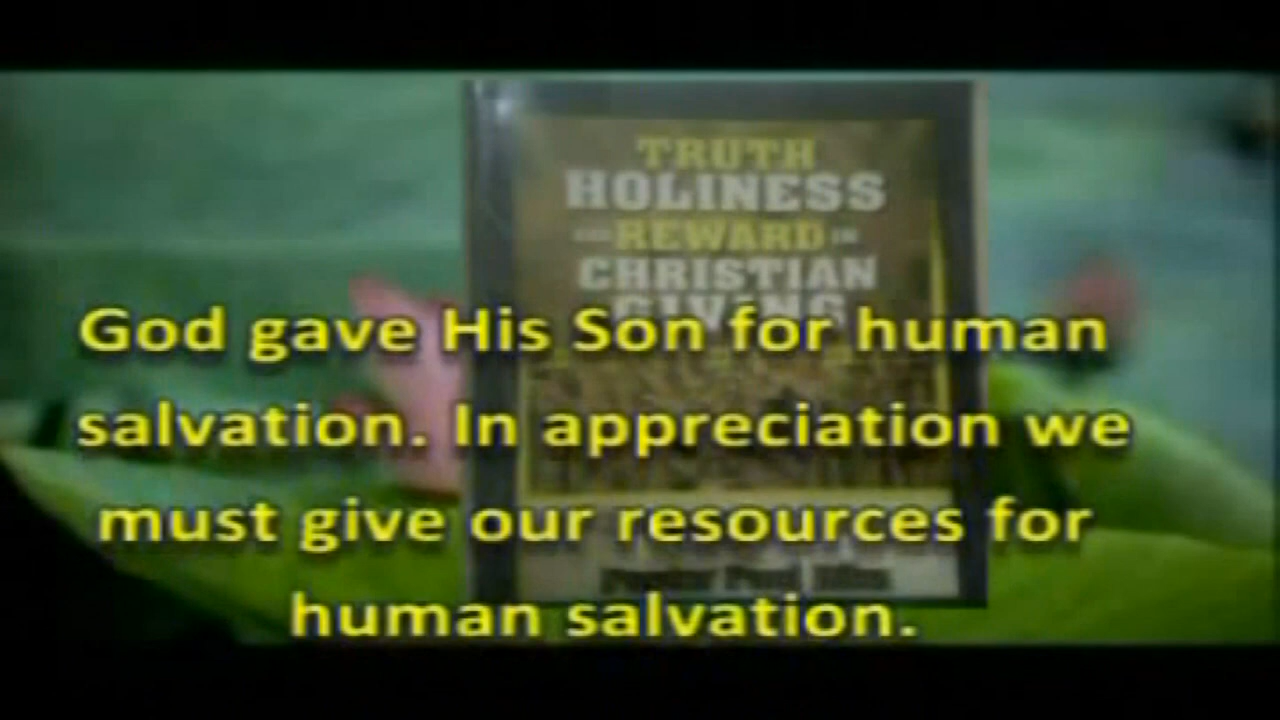 TRUTH
HOLINESS
REWARD
CHRISTIAN
GIVING
God gave His Son for human
salvation. In appreciation we
must give our resources for
human salvation.